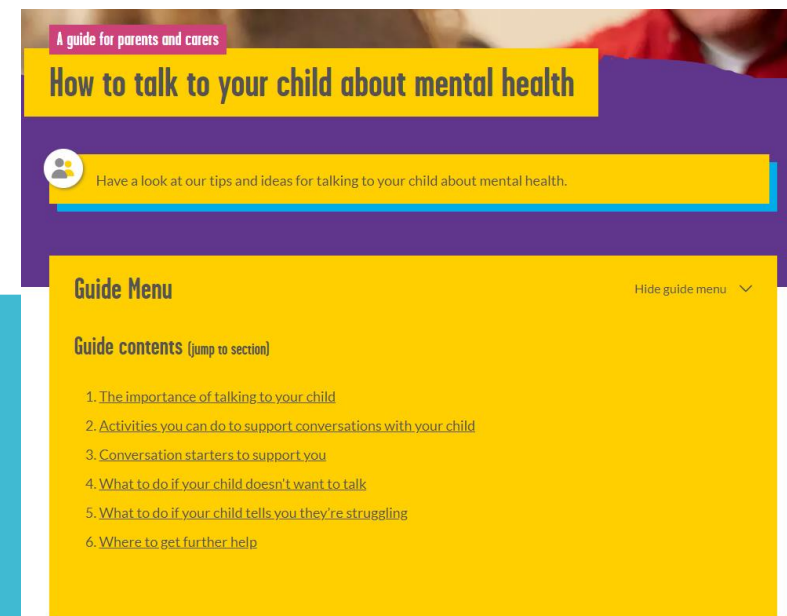 A guide for parents and carers
How to talk to your child about mental health
Have a look at our tips and ideas for talking to your child about mental health.
Guide Menu
Hide guide menu
Guide contents (jump to section)
1. The importance of talking to your child
2. Activities you can do to support conversations with your child
3. Conversation starters to support you
4. What to do if your child doesn't want to talk
5. What to do if your child tells you they're struggling
6. Where to get further help